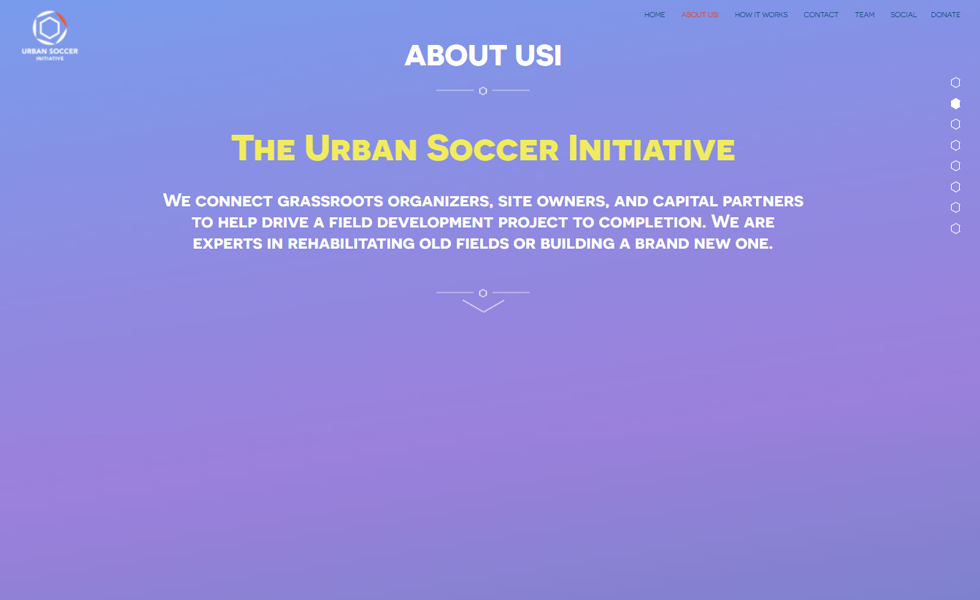 HOME ABOUT USI HOW IT WORKS CONTACT TEAM SOCIAL DONATE
URBAN SOCCER
INITIATIVE
ABOUT USI
The Urban Soccer Initiative
We connect grassroots organizers, site owners, and capital partners
to help drive a field development project to completion. We are
experts in rehabilitating old fields or building a brand new one.